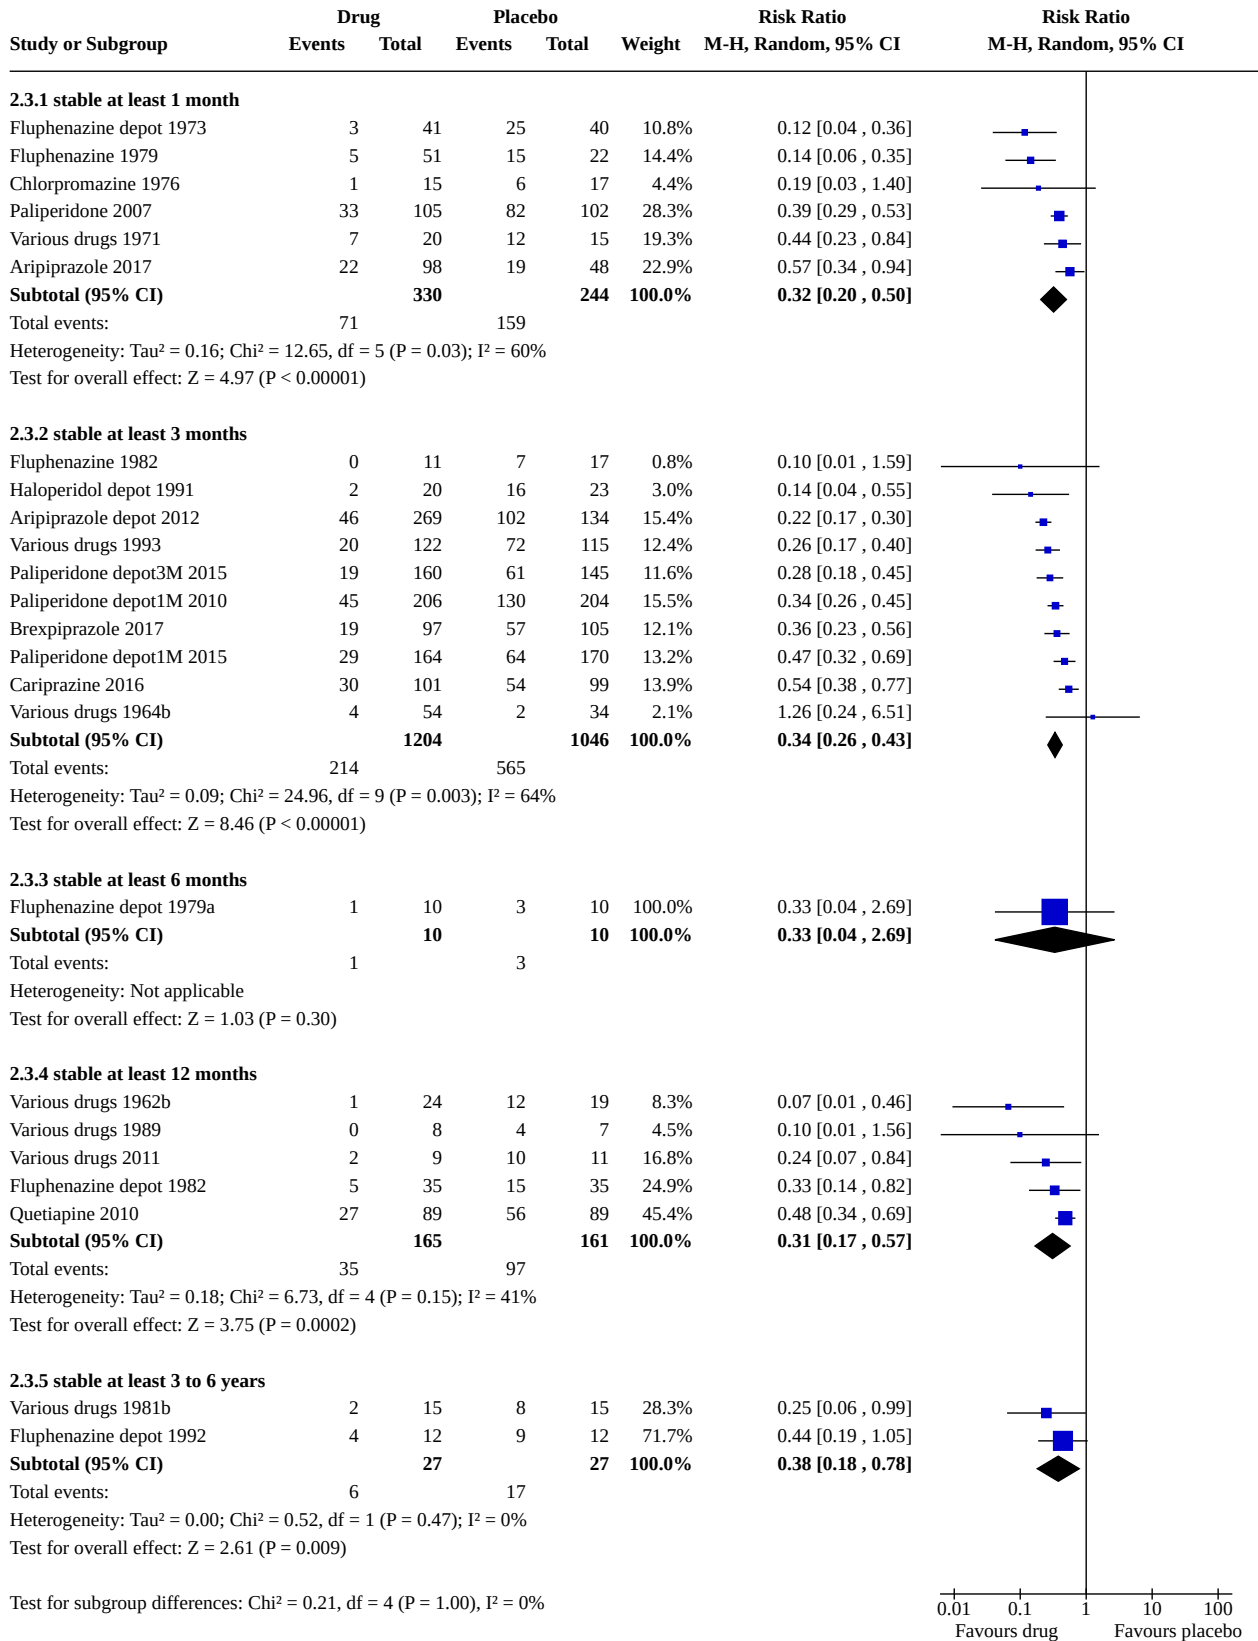 Drug Placebo Risk Ratio Risk Ratio
Study or Subgroup Events Total Events Total Weight M-H, Random, 95% CI M-H, Random, 95% CI
2.3.1 stable at least 1 month
Fluphenazine depot 1973 3 41 25 40 10.8% 0.12 [0.04 , 0.36]
Fluphenazine 1979 5 51 15 22 14.4% 0.14 [0.06 , 0.35]
Chlorpromazine 1976 1 15 6 17 4.4% 0.19 [0.03 , 1.40]
Paliperidone 2007 33 105 82 102 28.3% 0.39 [0.29 , 0.53]
Various drugs 1971 7 20 12 15 19.3% 0.44 [0.23 , 0.84]
Aripiprazole 2017 22 98 19 48 22.9% 0.57 [0.34 , 0.94]
Subtotal (95% CI) 330 244 100.0% 0.32 [0.20 , 0.50]
Total events: 71 159
Heterogeneity: Tau² = 0.16; Chi² = 12.65, df = 5 (P = 0.03); I² = 60%
Test for overall effect: Z = 4.97 (P < 0.00001)
2.3.2 stable at least 3 months
Fluphenazine 1982 0 11 7 17 0.8% 0.10 [0.01 , 1.59]
Haloperidol depot 1991 2 20 16 23 3.0% 0.14 [0.04 , 0.55]
Aripiprazole depot 2012 46 269 102 134 15.4% 0.22 [0.17 , 0.30]
Various drugs 1993 20 122 72 115 12.4% 0.26 [0.17 , 0.40]
Paliperidone depot3M 2015 19 160 61 145 11.6% 0.28 [0.18 , 0.45]
Paliperidone depot1M 2010 45 206 130 204 15.5% 0.34 [0.26 , 0.45]
Brexpiprazole 2017 19 97 57 105 12.1% 0.36 [0.23 , 0.56]
Paliperidone depot1M 2015 29 164 64 170 13.2% 0.47 [0.32 , 0.69]
Cariprazine 2016 30 101 54 99 13.9% 0.54 [0.38 , 0.77]
Various drugs 1964b 4 54 2 34 2.1% 1.26 [0.24 , 6.51]
Subtotal (95% CI) 1204 1046 100.0% 0.34 [0.26 , 0.43]
Total events: 214 565
Heterogeneity: Tau² = 0.09; Chi² = 24.96, df = 9 (P = 0.003); I² = 64%
Test for overall effect: Z = 8.46 (P < 0.00001)
2.3.3 stable at least 6 months
Fluphenazine depot 1979a 1 10 3 10 100.0% 0.33 [0.04 , 2.69]
Subtotal (95% CI) 10 10 100.0% 0.33 [0.04 , 2.69]
Total events: 1 3
Heterogeneity: Not applicable
Test for overall effect: Z = 1.03 (P = 0.30)
2.3.4 stable at least 12 months
Various drugs 1962b 1 24 12 19 8.3% 0.07 [0.01 , 0.46]
Various drugs 1989 0 8 4 7 4.5% 0.10 [0.01 , 1.56]
Various drugs 2011 2 9 10 11 16.8% 0.24 [0.07 , 0.84]
Fluphenazine depot 1982 5 35 15 35 24.9% 0.33 [0.14 , 0.82]
Quetiapine 2010 27 89 56 89 45.4% 0.48 [0.34 , 0.69]
Subtotal (95% CI) 165 161 100.0% 0.31 [0.17 , 0.57]
Total events: 35 97
Heterogeneity: Tau² = 0.18; Chi² = 6.73, df = 4 (P = 0.15); I² = 41%
Test for overall effect: Z = 3.75 (P = 0.0002)
2.3.5 stable at least 3 to 6 years
Various drugs 1981b 2 15 8 15 28.3% 0.25 [0.06 , 0.99]
Fluphenazine depot 1992 4 12 9 12 71.7% 0.44 [0.19 , 1.05]
Subtotal (95% CI) 27 27 100.0% 0.38 [0.18 , 0.78]
Total events: 6 17
Heterogeneity: Tau² = 0.00; Chi² = 0.52, df = 1 (P = 0.47); I² = 0%
Test for overall effect: Z = 2.61 (P = 0.009)
Test for subgroup differences: Chi² = 0.21, df = 4 (P = 1.00), I² = 0%
0.01 0.1 1 10 100
Favours drug Favours placebo